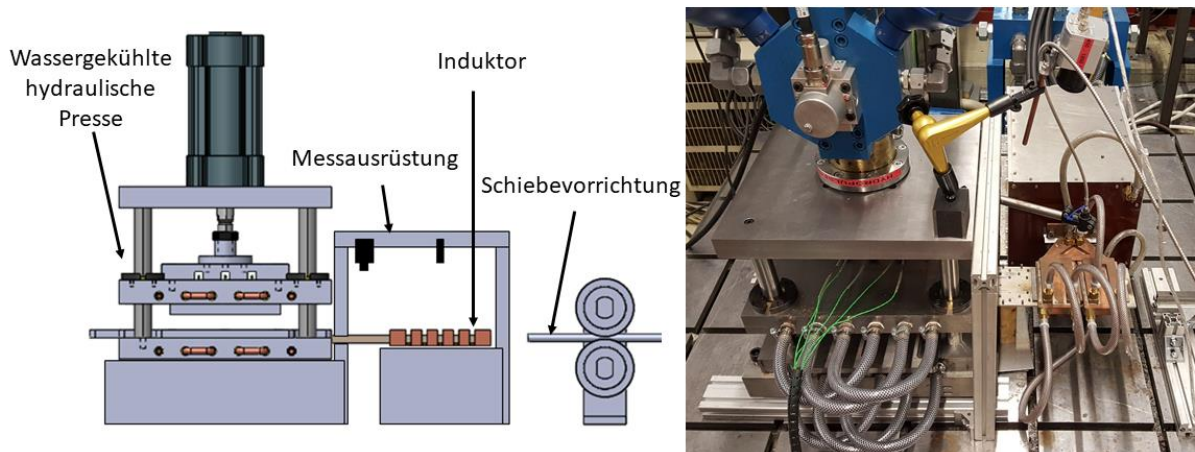 Wassergekühlte
hydraulische
Presse
Induktor
Messausrüstung
Schiebevorrichtung